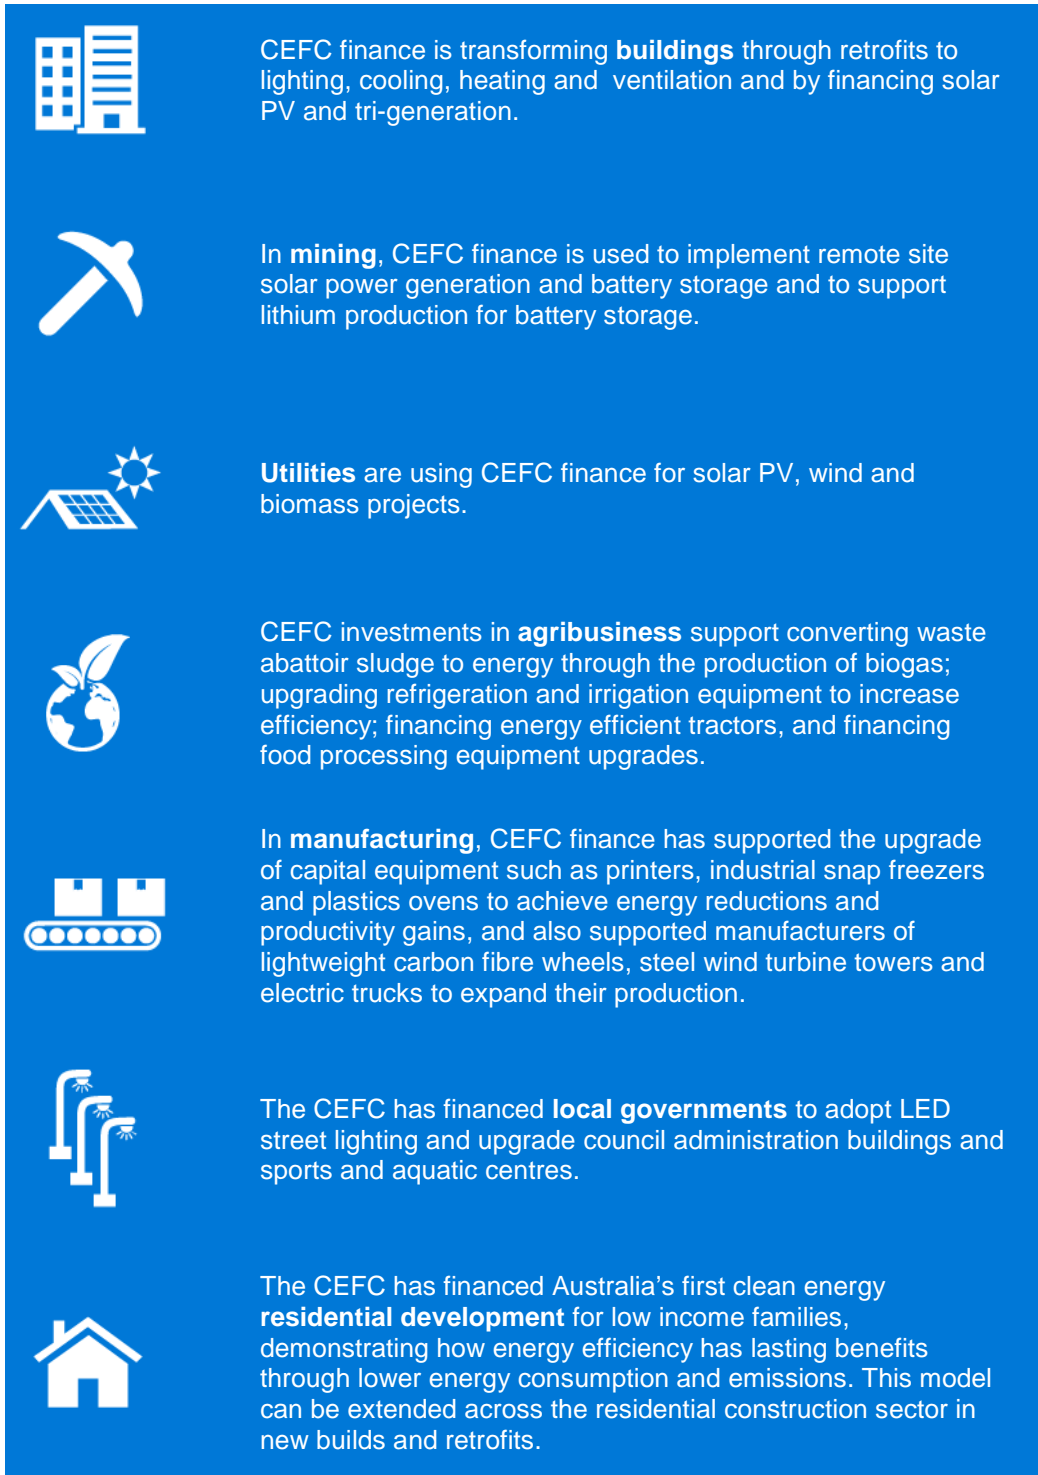 CEFC finance is transforming buildings through retrofits to
lighting, cooling, heating and  ventilation and by financing solar
PV and tri-generation.
In mining, CEFC finance is used to implement remote site
solar power generation and battery storage and to support
lithium production for battery storage.
Utilities are using CEFC finance for solar PV, wind and
biomass projects.
CEFC investments in agribusiness support converting waste
abattoir sludge to energy through the production of biogas;
upgrading refrigeration and irrigation equipment to increase
efficiency; financing energy efficient tractors, and financing
food processing equipment upgrades.
In manufacturing, CEFC finance has supported the upgrade
of capital equipment such as printers, industrial snap freezers
and plastics ovens to achieve energy reductions and
productivity gains, and also supported manufacturers of
lightweight carbon fibre wheels, steel wind turbine towers and
electric trucks to expand their production.
The CEFC has financed local governments to adopt LED
street lighting and upgrade council administration buildings and
sports and aquatic centres.
The CEFC has financed Australia’s first clean energy
residential development for low income families,
demonstrating how energy efficiency has lasting benefits
through lower energy consumption and emissions. This model
can be extended across the residential construction sector in
new builds and retrofits.